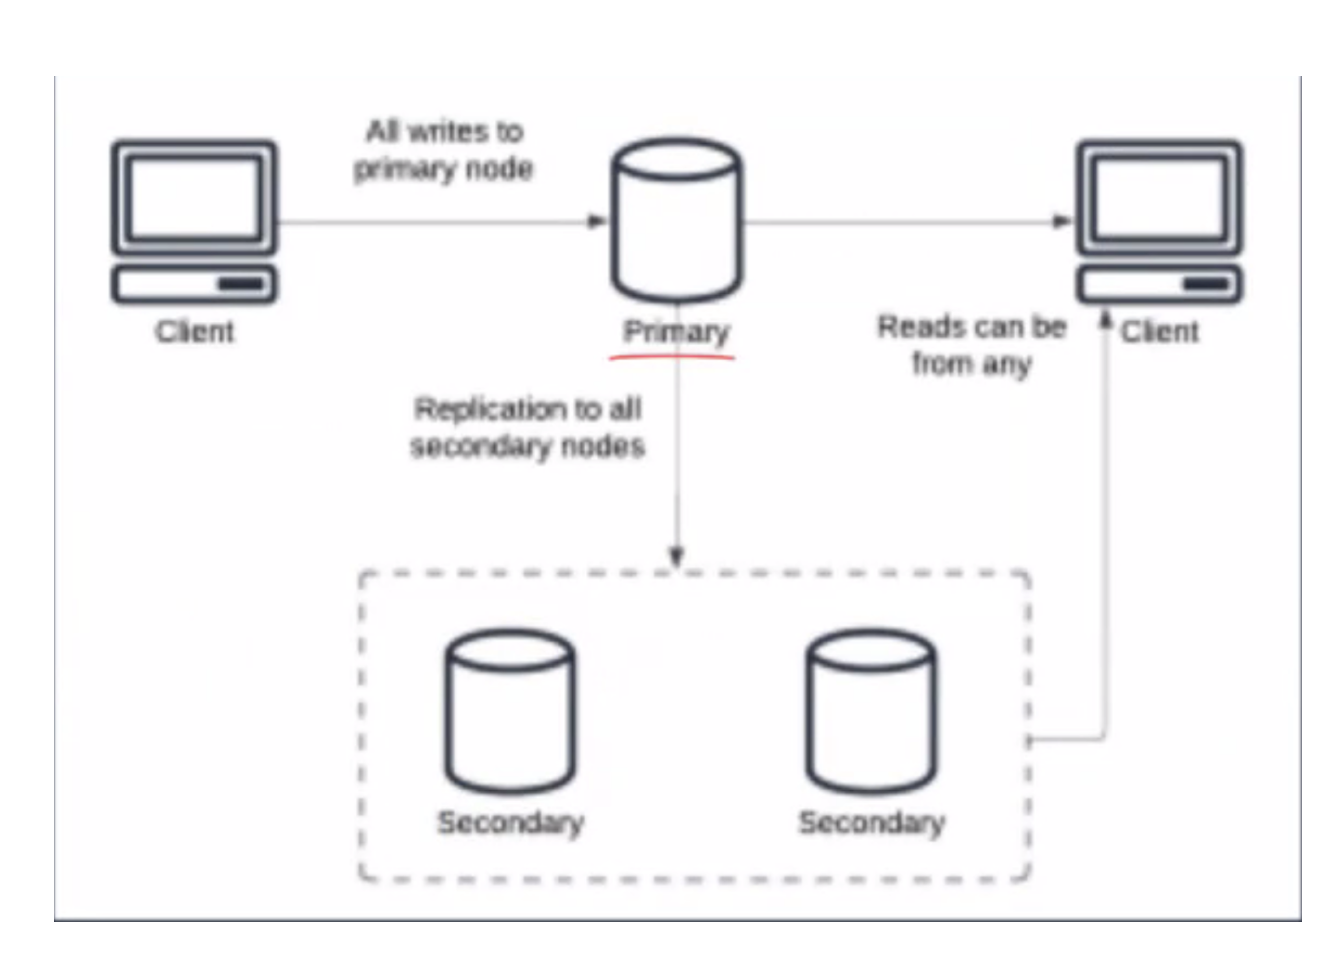 All writes to
primary node
Client
Primary
Reads can be
from any
Client
Replication to all
secondary nodes
Secondary
Secondary